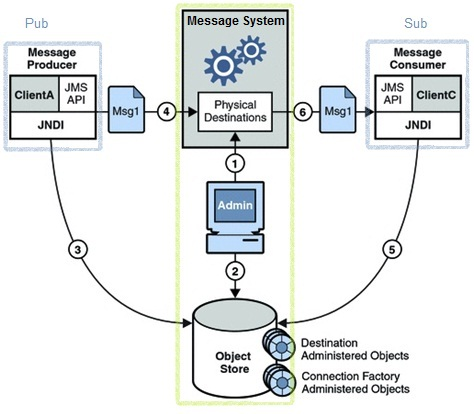 Pub
Message System
Sub
Message
Producer
Message
Consumer
ClientA
JMS
API
JNDI
Msg1
4
Physical
Destinations
6
Msg1
JMS
API
ClientC
JNDI
1
Admin
3
2
5
Object
Store
Destination
Administered Objects
Connection Factory
Administered Objects